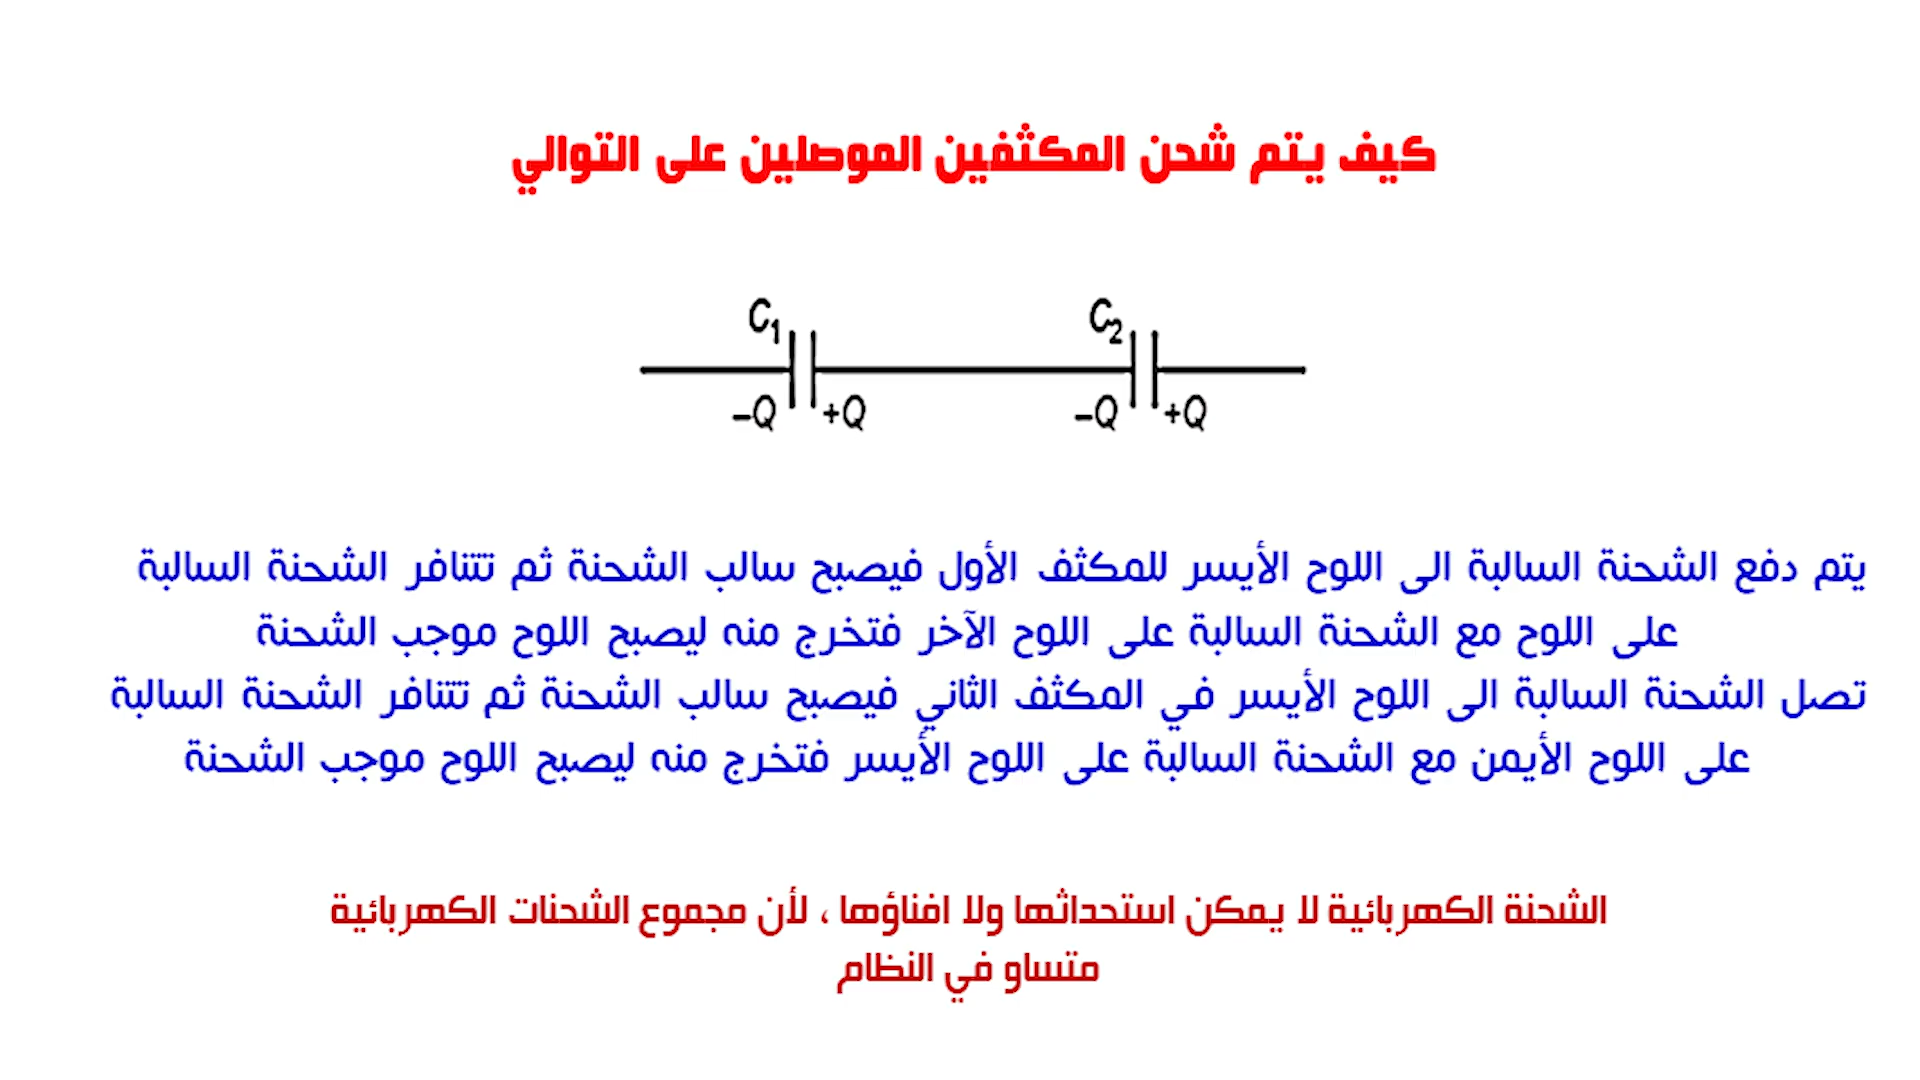 كيف يتم شحن المكثفين الموصلين على التوالي
C1 C2
−Q +Q −Q +Q
يتم دفع الشحنة السالبة الى اللوح الأيسر للمكثف الأول فيصبح سالب الشحنة ثم تتنافر الشحنة السالبة
على اللوح مع الشحنة السالبة على اللوح الآخر فتخرج منه ليصبح اللوح موجب الشحنة
تصل الشحنة السالبة الى اللوح الأيسر في المكثف الثاني فيصبح سالب الشحنة ثم تتنافر الشحنة السالبة
على اللوح الأيمن مع الشحنة السالبة على اللوح الأيسر فتخرج منه ليصبح اللوح موجب الشحنة
الشحنة الكهربائية لا يمكن استحداثها ولا افناؤها ، لأن مجموع الشحنات الكهربائية
متساو في النظام